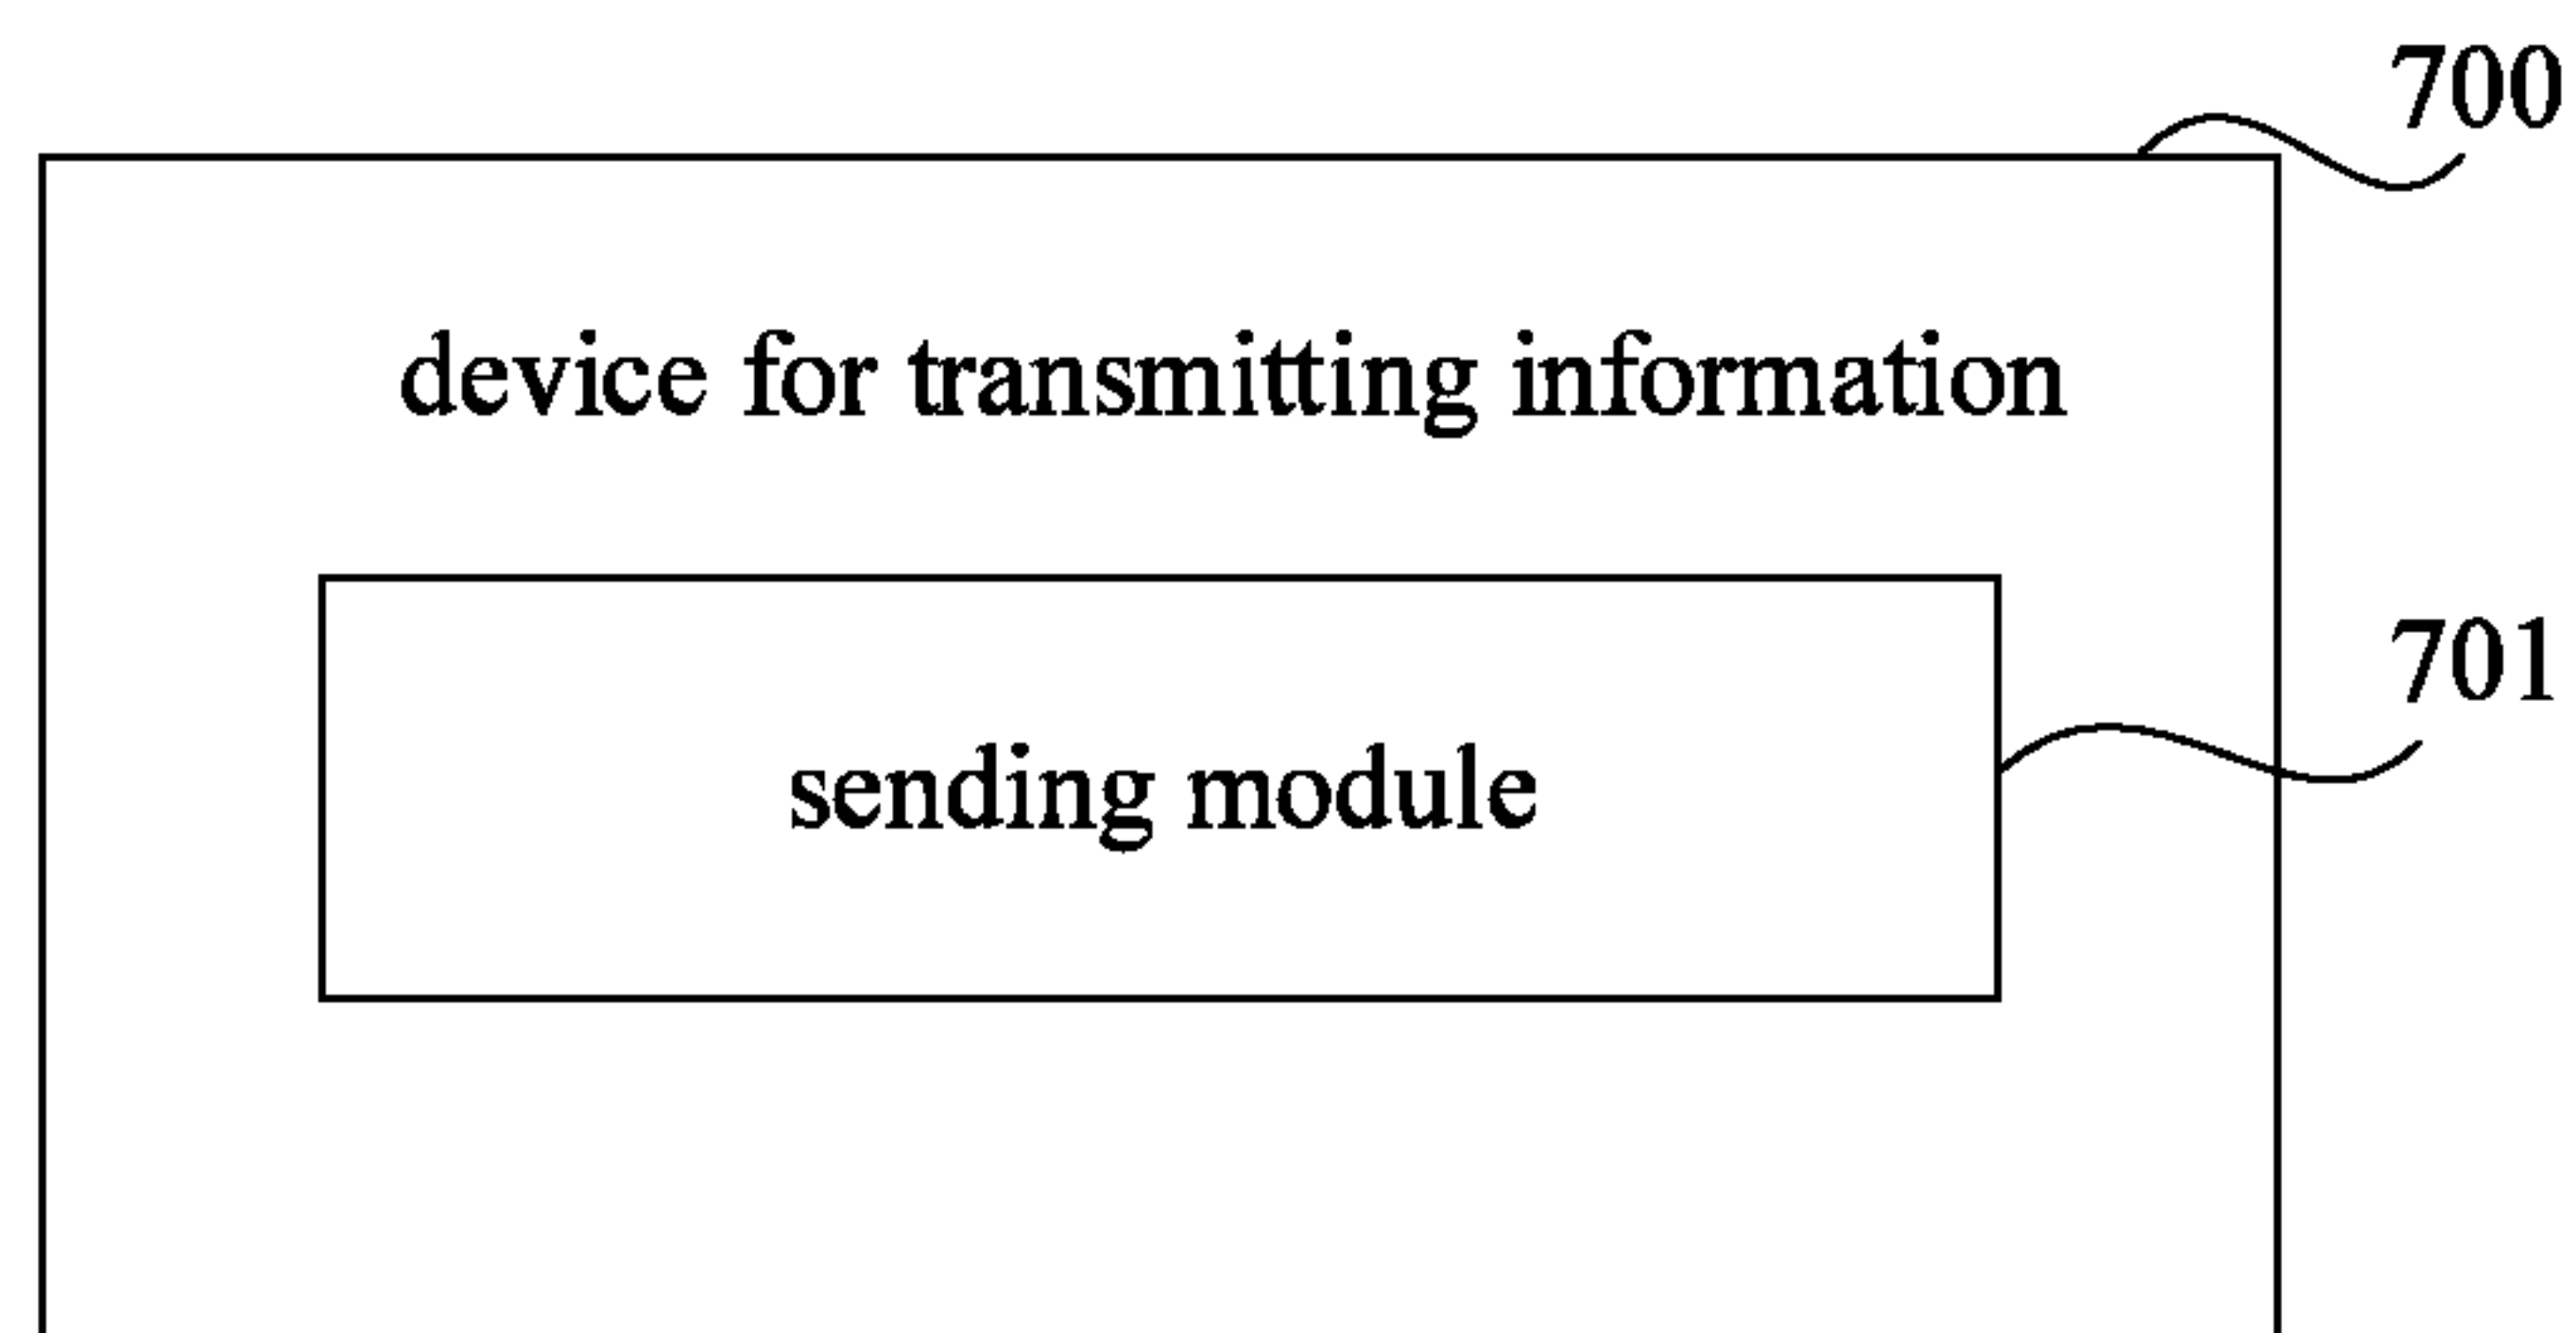 700
device for transmitting information
701
sending module